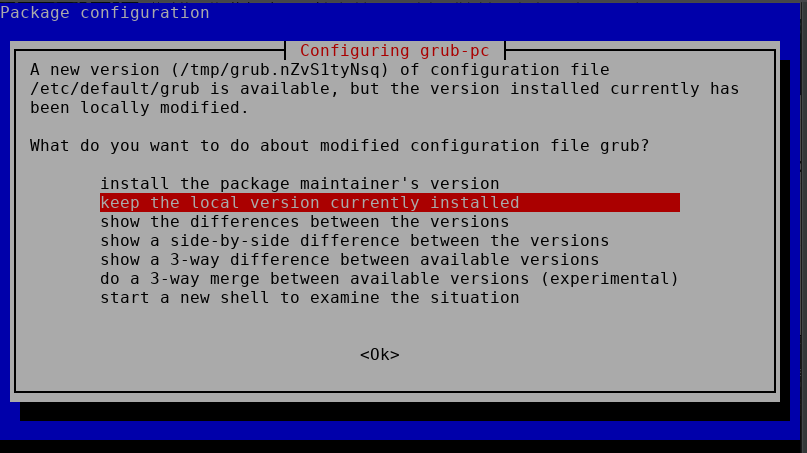 Package configuration
Configuring grub-pc
A new version (/tmp/grub.nZvS1tyNsq) of configuration file
/etc/default/grub is available, but the version installed currently has
been locally modified.
What do you want to do about modified configuration file grub?
install the package maintainer's version
keep the local version currently installed
show the differences between the versions
show a side-by-side difference between the versions
show a 3-way difference between available versions
do a 3-way merge between available versions (experimental)
start a new shell to examine the situation
<Ok>